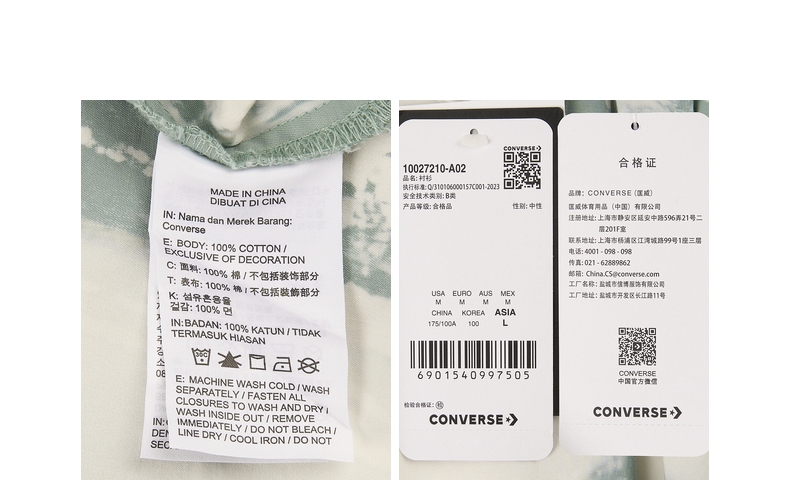 MADE IN CHINA
DIBUAT DI CINA
IN: Nama dan Merek Barang:
Converse
E: BODY: 100% COTTON /
EXCLUSIVE OF DECORATION
C: 面料: 100% 棉 / 不包括装饰部分
T: 表布: 100% 棉 / 不包括裝飾部分
K: 섬유혼용율
겉감: 100% 면
IN: BADAN: 100% KATUN / TIDAK
TERMASUK HIASAN
30C
E: MACHINE WASH COLD / WASH
SEPARATELY / FASTEN ALL
CLOSURES TO WASH AND DRY /
WASH INSIDE OUT / REMOVE
IMMEDIATELY / DO NOT BLEACH /
LINE DRY / COOL IRON / DO NOT
CONVERSE
10027210-A02
品名: 衬衫
执行标准: Q/310106000157C001-2023
安全技术类别: B类
产品等级: 合格品 性别: 中性
USA EURO AUS MEX
M M M M
CHINA KOREA ASIA
175/100A 100 L
6901540997505
检验合格证:
CONVERSE
合格证
品牌: CONVERSE (匡威)
匡威体育用品（中国）有限公司
注册地址: 上海市静安区延安中路596弄21号二
层201F室
联系地址: 上海市杨浦区江湾城路99号1座三层
电话: 4001 - 098 - 098
传真: 021 - 62889862
邮箱: China.CS@converse.com
工厂名称: 盐城市倍博服饰有限公司
工厂地址: 盐城市开发区长江路11号
CONVERSE
中国官方微信
CONVERSE